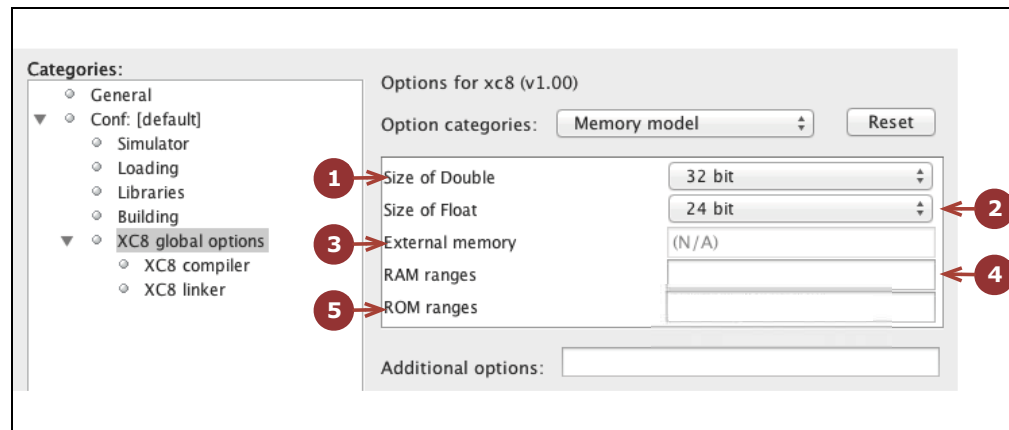 Categories:
General
Conf: [default]
Simulator
Loading
Libraries
Building
XC8 global options
XC8 compiler
XC8 linker
Options for xc8 (v1.00)
Option categories: Memory model Reset
1 Size of Double 32 bit
Size of Float 24 bit 2
3 External memory (N/A)
RAM ranges 4
5 ROM ranges
Additional options: